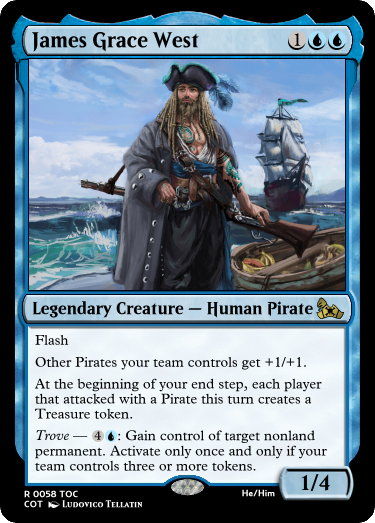 James Grace West 1
Legendary Creature — Human Pirate
Flash
Other Pirates your team controls get +1/+1.
At the beginning of your end step, each player
that attacked with a Pirate this turn creates a
Treasure token.
Trove — 4: Gain control of target nonland
permanent. Activate only once and only if your
team controls three or more tokens.
1/4
R 0058 TOC
COT Ludovico Tellatin
He/Him